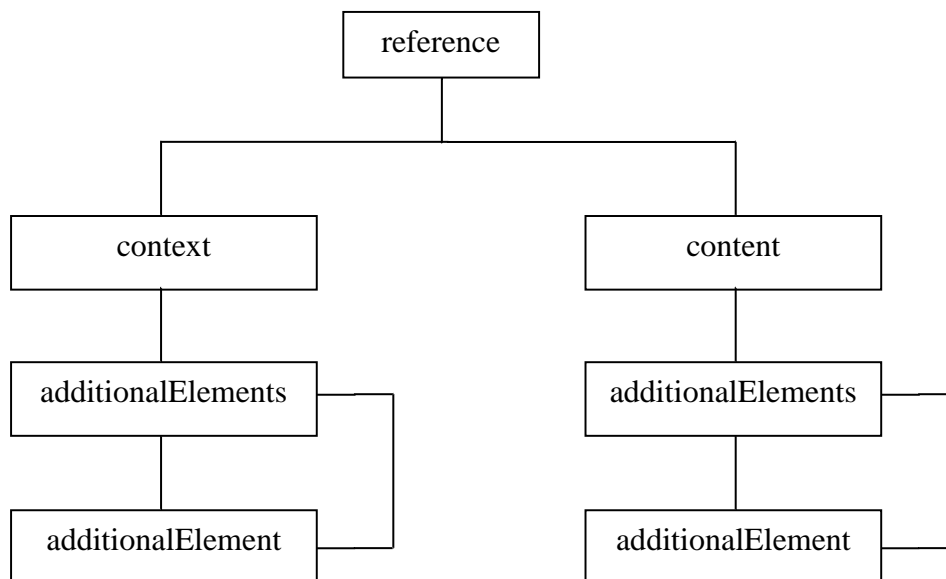 reference
context
content
additionalElements
additionalElements
additionalElement
additionalElement